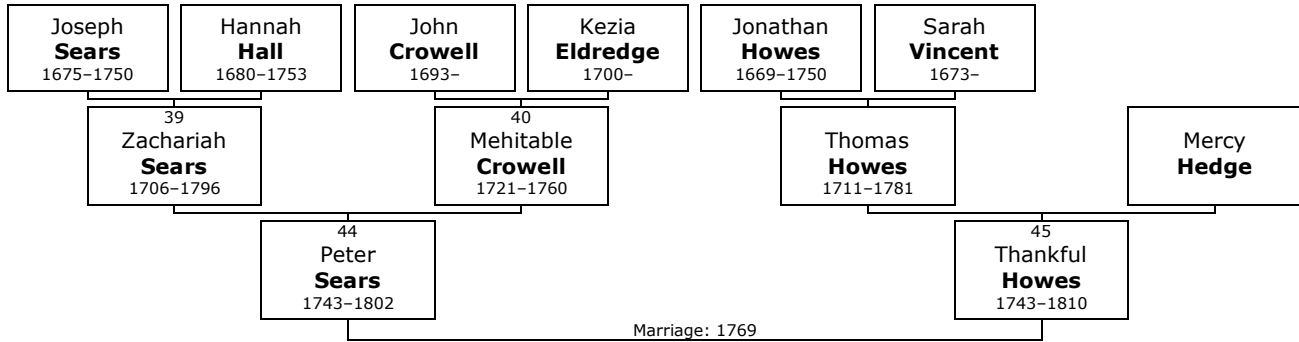 Joseph
Sears
1675–1750
Hannah
Hall
1680–1753
John
Crowell
1693–
Kezia
Eldredge
1700–
Jonathan
Howes
1669–1750
Sarah
Vincent
1673–
39
Zachariah
Sears
1706–1796
40
Mehitable
Crowell
1721–1760
Thomas
Howes
1711–1781
Mercy
Hedge
44
Peter
Sears
1743–1802
45
Thankful
Howes
1743–1810
Marriage: 1769